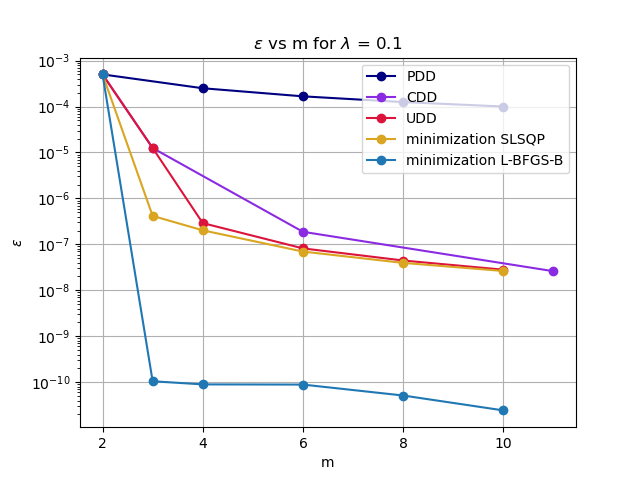 ε vs m for λ = 0.1
10⁻³
10⁻⁴
10⁻⁵
10⁻⁶
10⁻⁷
10⁻⁸
10⁻⁹
10⁻¹⁰
ε
PDD
CDD
UDD
minimization SLSQP
minimization L-BFGS-B
2 4 6 8 10
m